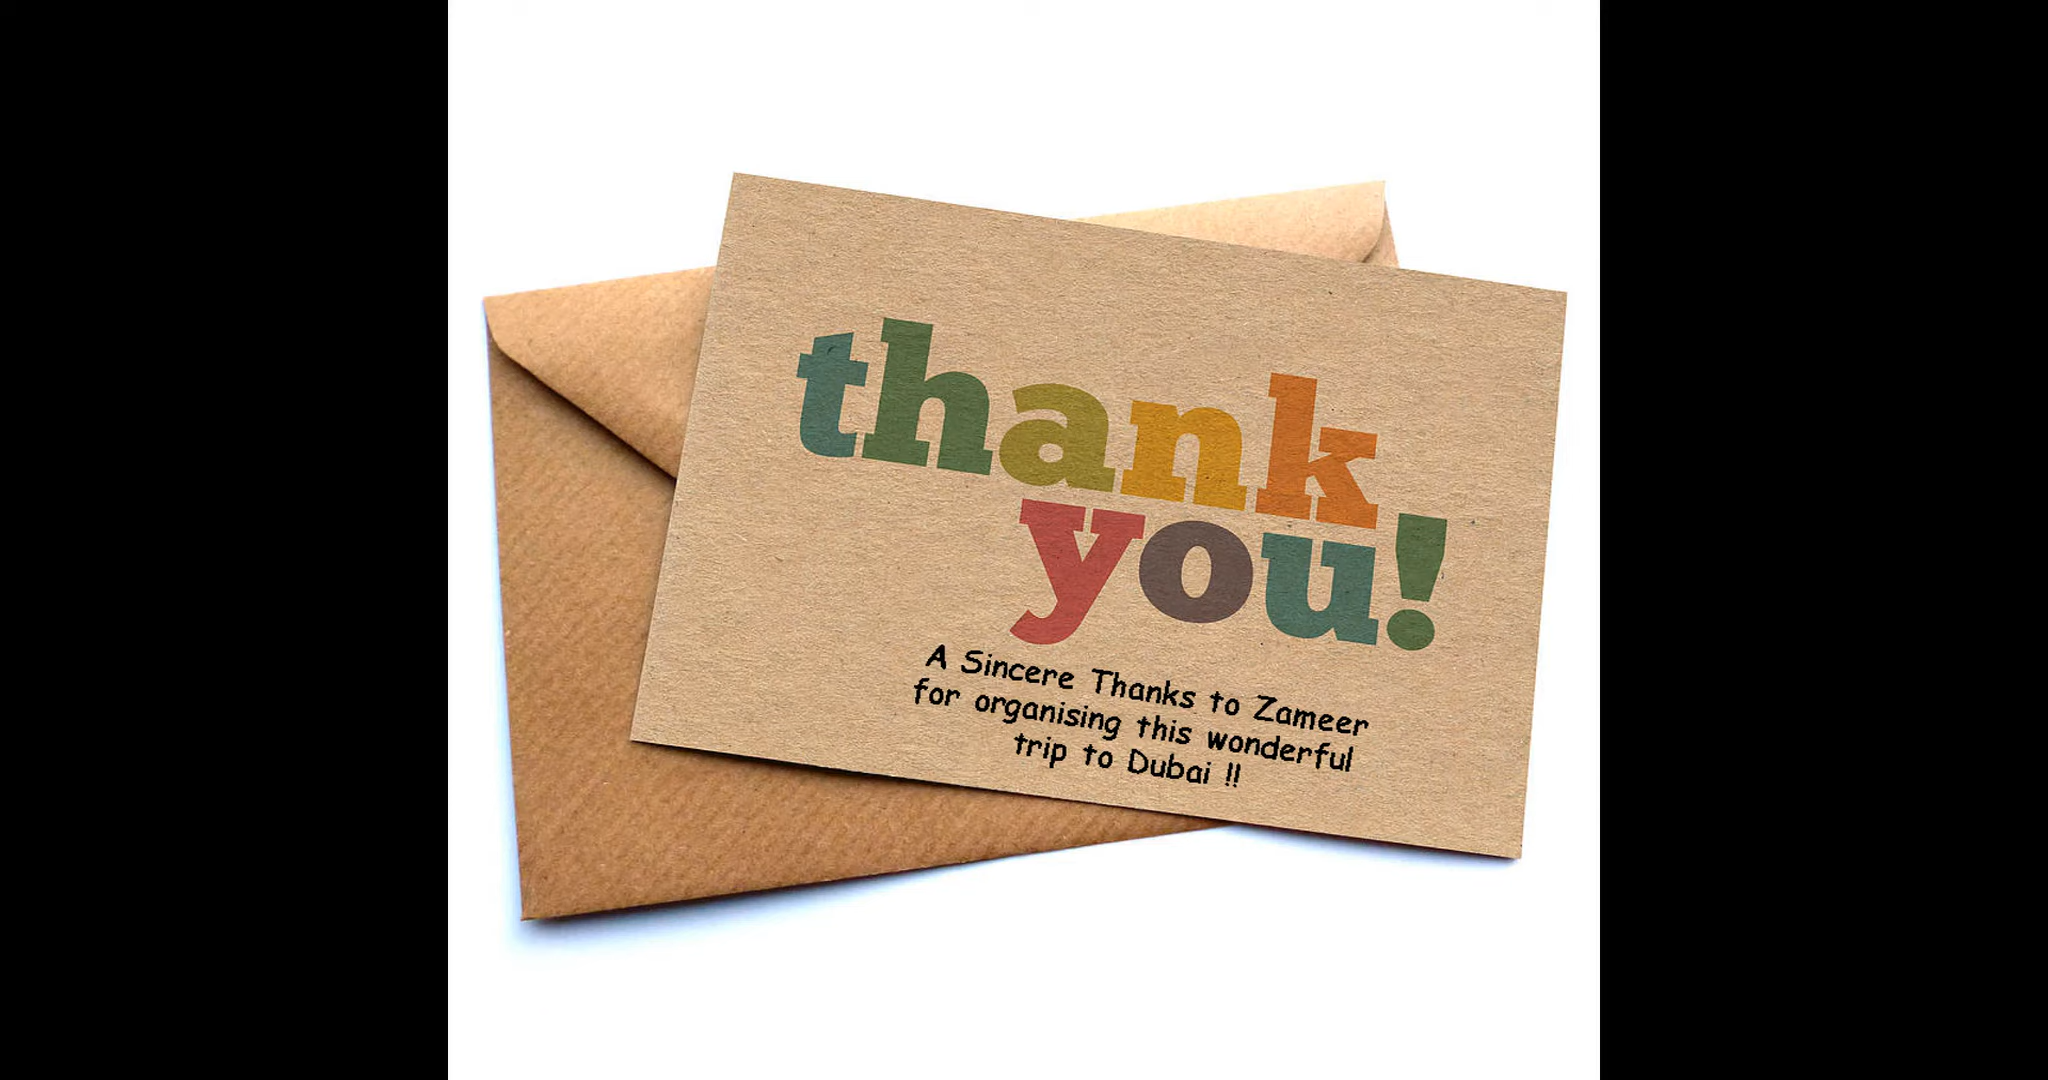 thank
you!
A Sincere Thanks to Zameer
for organising this wonderful
trip to Dubai !!